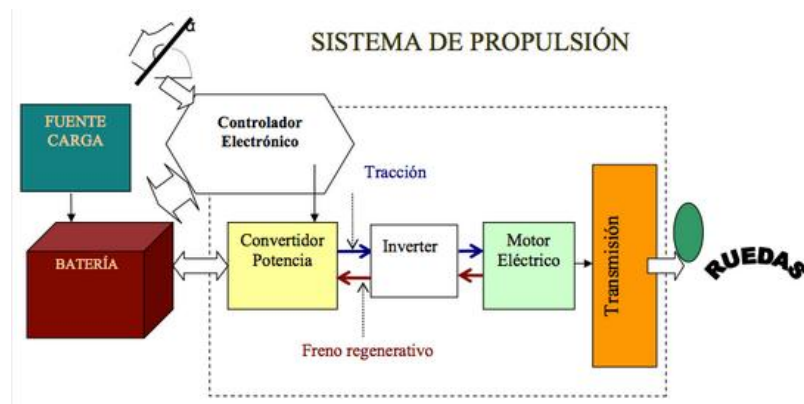 α
SISTEMA DE PROPULSIÓN
FUENTE
CARGA
Controlador
Electrónico
Tracción
BATERÍA
Convertidor
Potencia
Inverter
Motor
Eléctrico
Transmisión
RUEDAS
Freno regenerativo